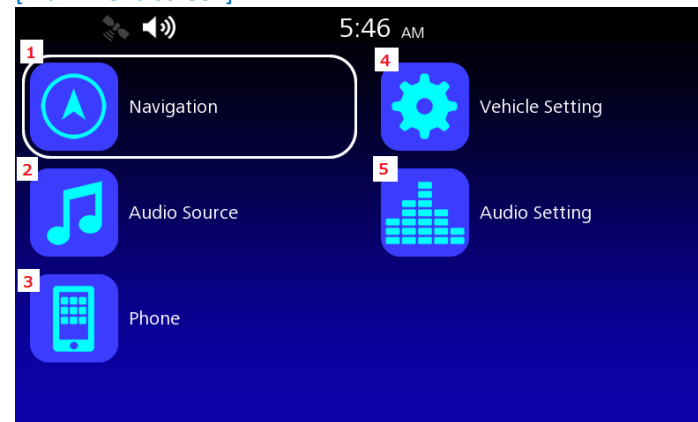 5:46 AM
1
Navigation
2
Audio Source
3
Phone
4
Vehicle Setting
5
Audio Setting